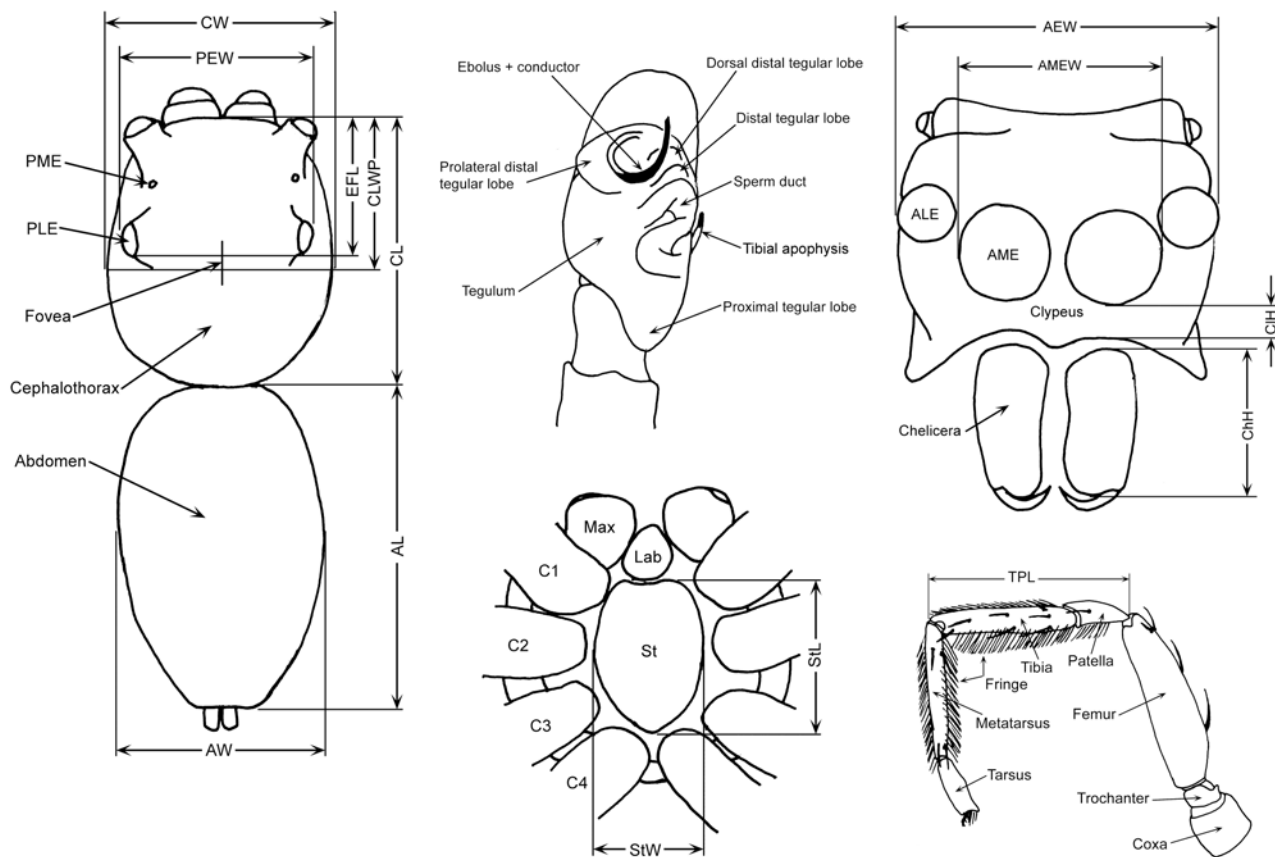 CW
PEW
PME
PLE
EFL
CLWP
CL
Fovea
Cephalothorax
Abdomen
AL
AW
Ebolus + conductor
Dorsal distal tegular lobe
Distal tegular lobe
Prolateral distal
tegular lobe
Sperm duct
Tibial apophysis
Tegulum
Proximal tegular lobe
AEW
AMEW
ALE
AME
Clypeus
ClH
Chelicera
ChH
Max
Lab
C1
C2
St
StL
C3
C4
StW
TPL
Tibia
Patella
Fringe
Metatarsus
Femur
Tarsus
Trochanter
Coxa